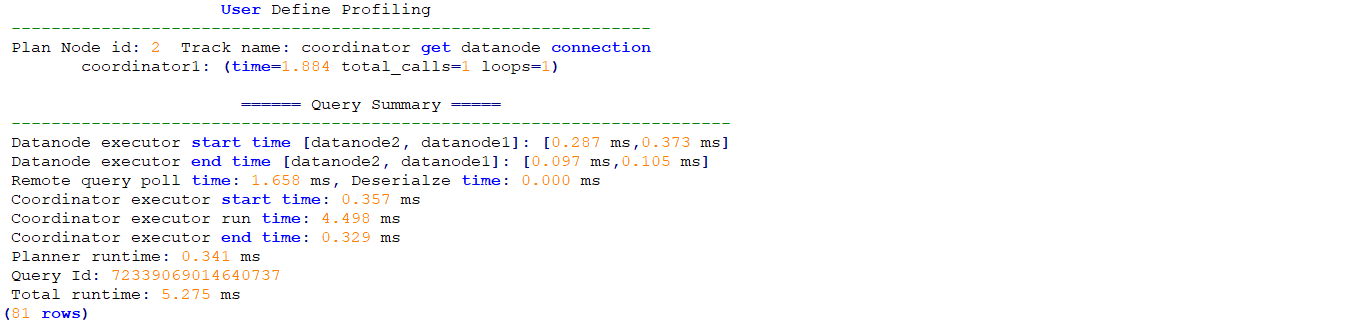 User Define Profiling
----------------------------------------------------------------
Plan Node id: 2  Track name: coordinator get datanode connection
coordinator1: (time=1.884 total_calls=1 loops=1)
====== Query Summary =====
------------------------------------------------------------------------
Datanode executor start time [datanode2, datanode1]: [0.287 ms,0.373 ms]
Datanode executor end time [datanode2, datanode1]: [0.097 ms,0.105 ms]
Remote query poll time: 1.658 ms, Deserialze time: 0.000 ms
Coordinator executor start time: 0.357 ms
Coordinator executor run time: 4.498 ms
Coordinator executor end time: 0.329 ms
Planner runtime: 0.341 ms
Query Id: 72339069014640737
Total runtime: 5.275 ms
(81 rows)